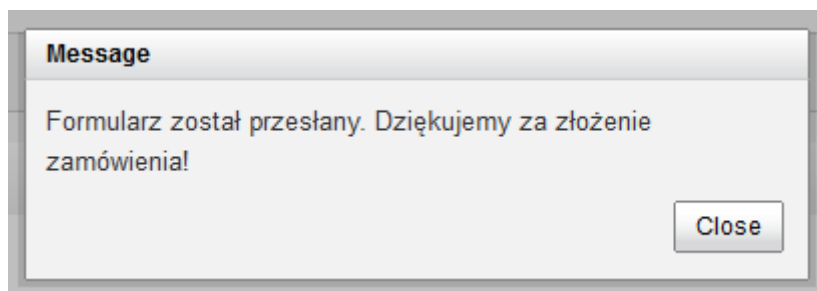 Message
Formularz został przesłany. Dziękujemy za złożenie
zamówienia!
Close